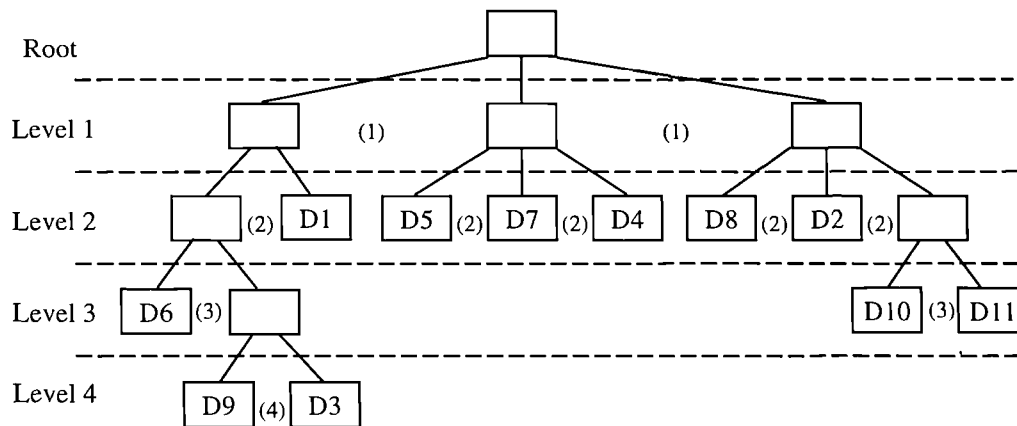 Root
Level 1 (1) (1)
Level 2 (2) D1 D5 (2) D7 (2) D4 D8 (2) D2 (2)
Level 3 D6 (3) D10 (3) D11
Level 4 D9 (4) D3